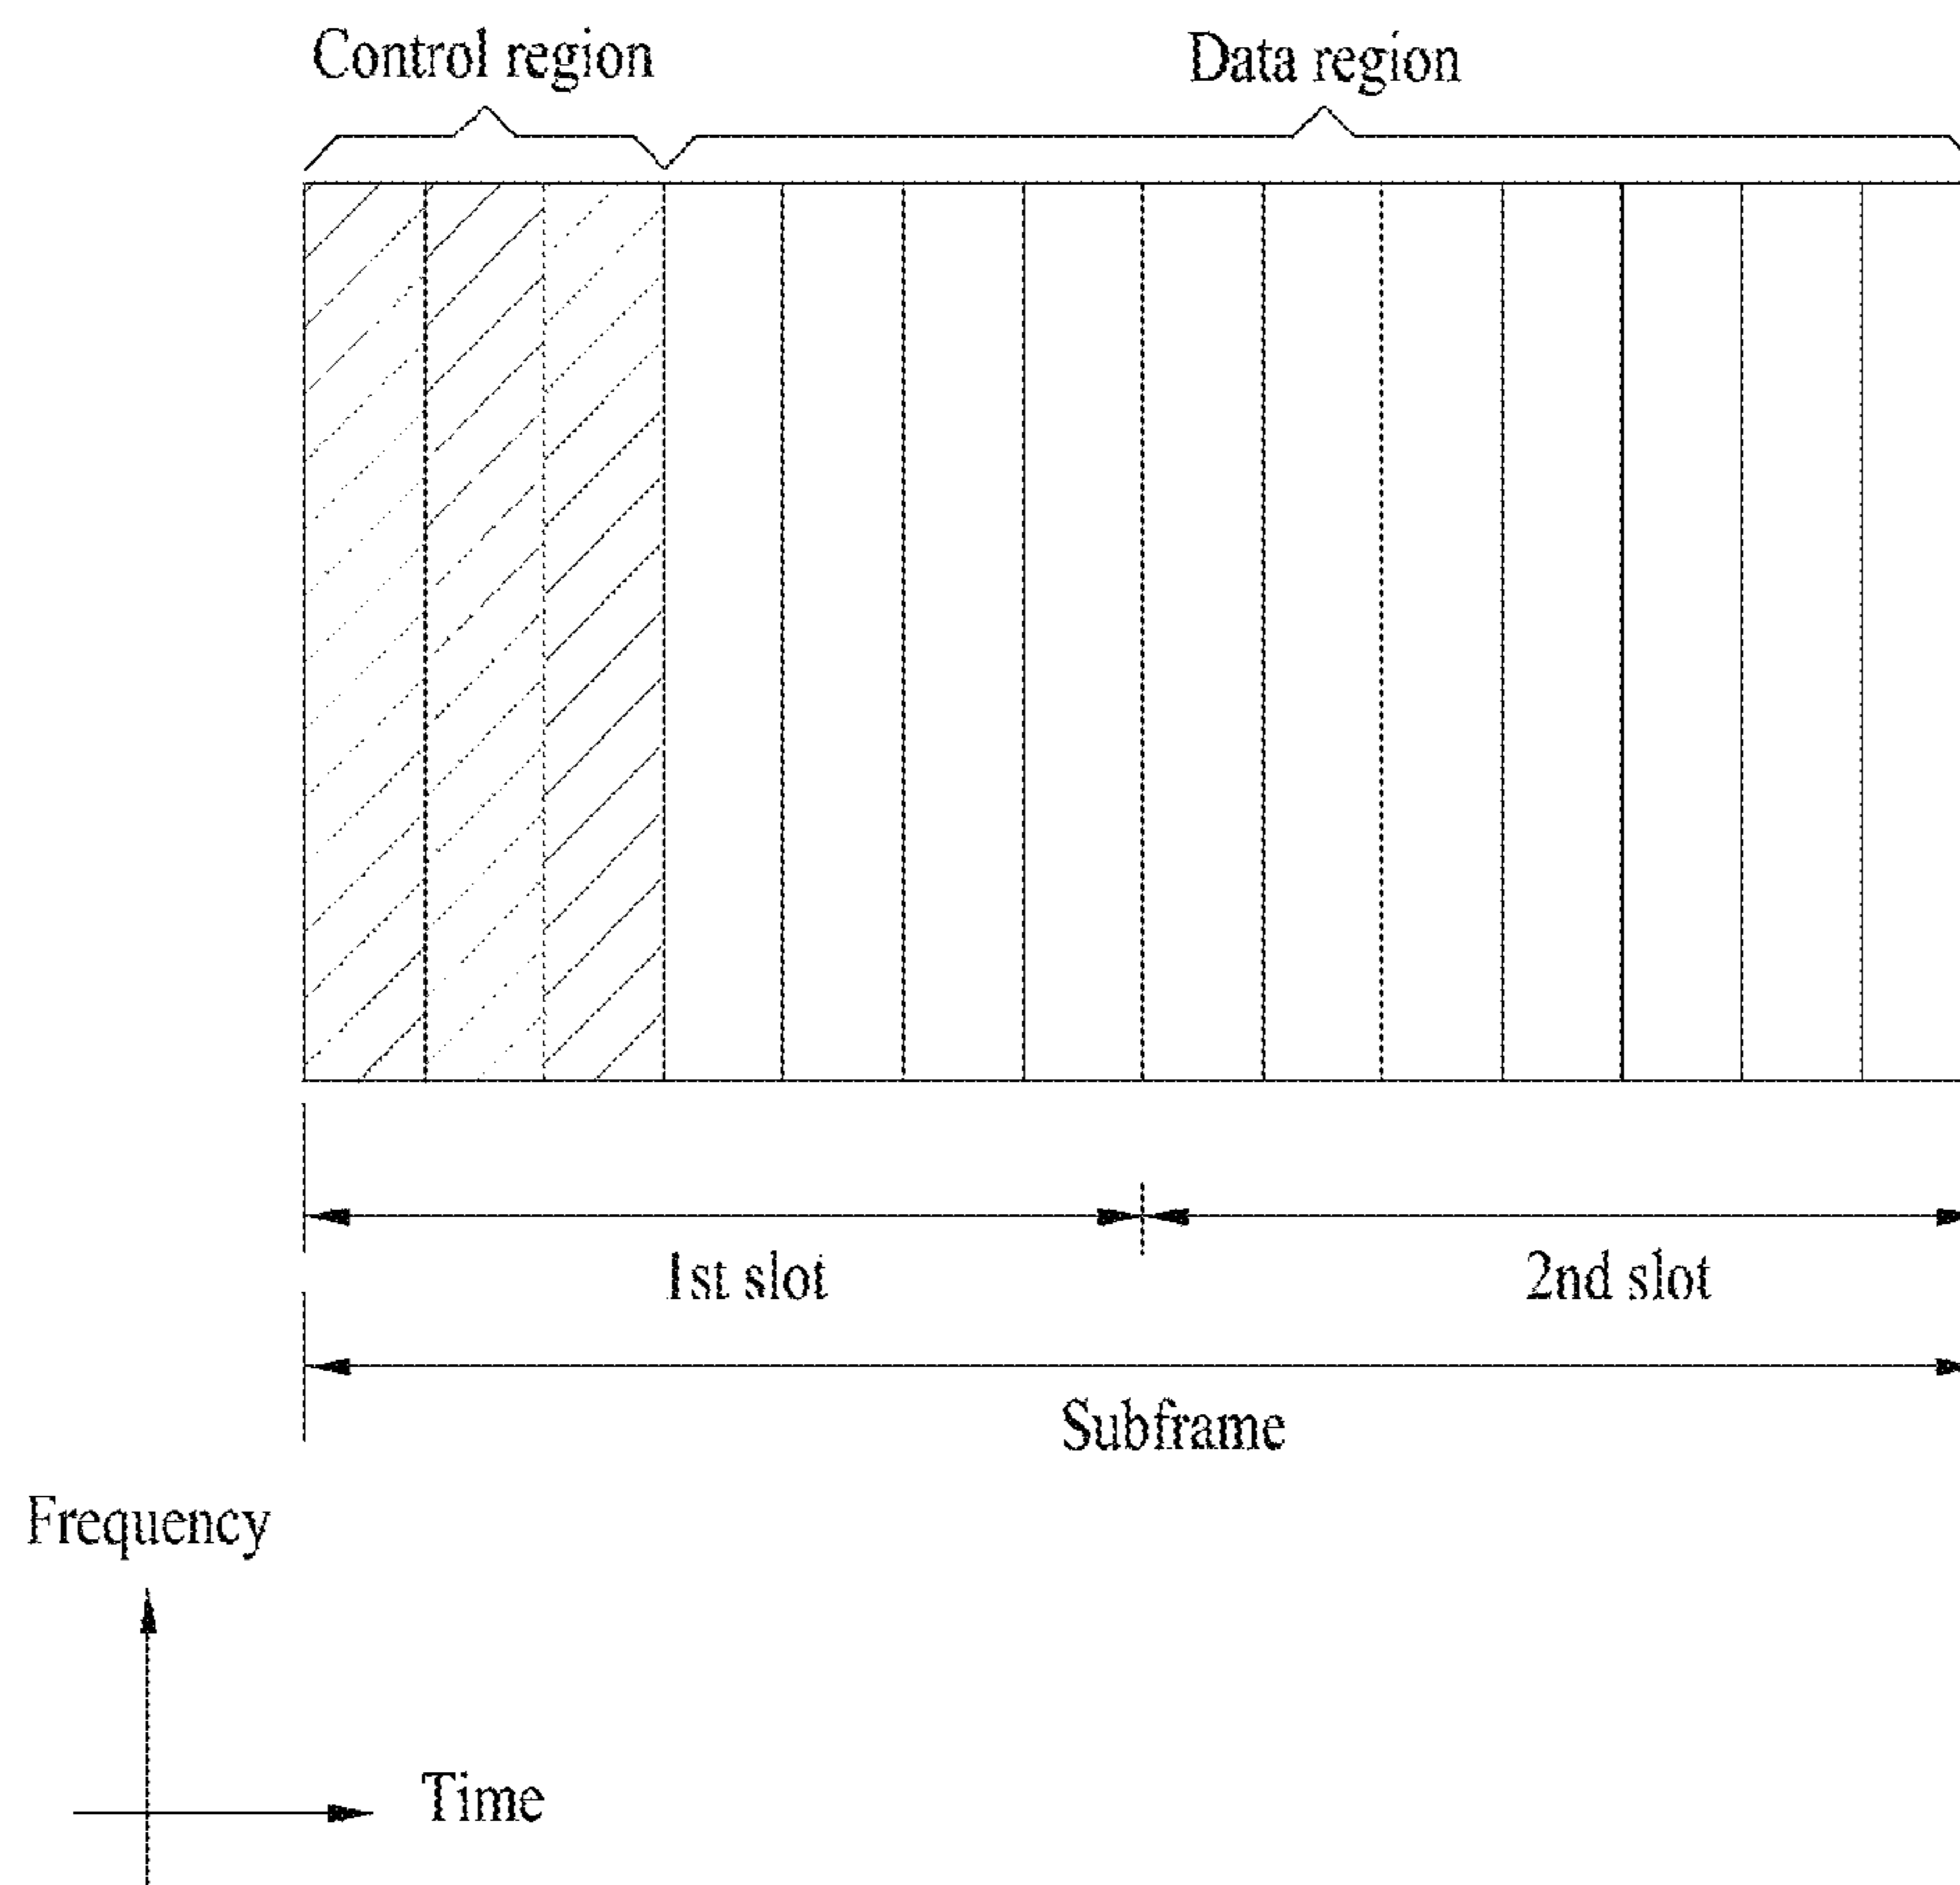 Control region
Data region
1st slot
2nd slot
Subframe
Frequency
Time